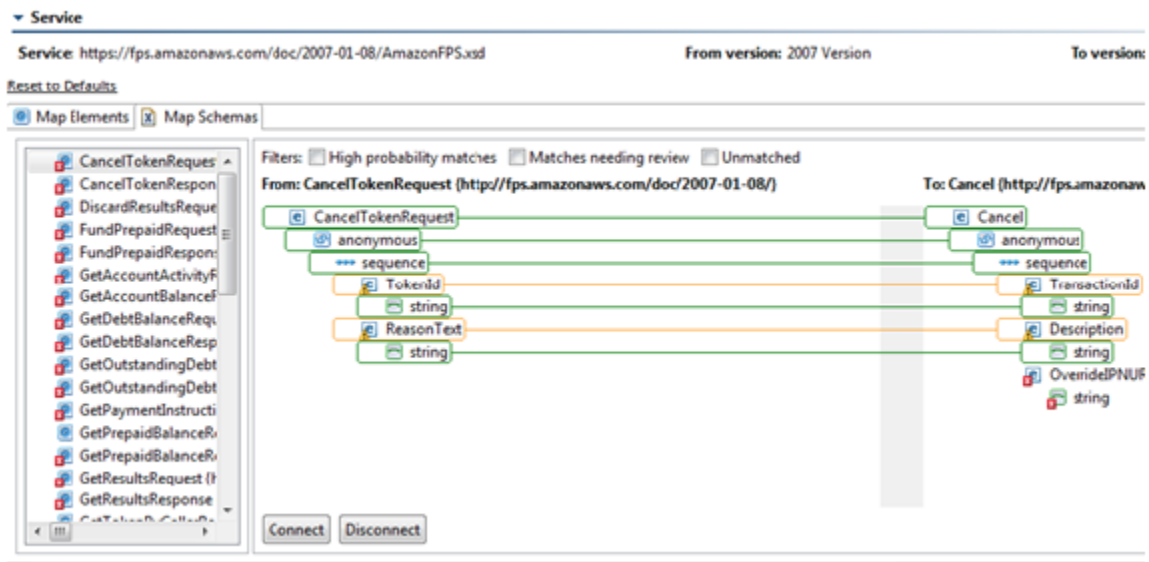 Service
Service: https://fps.amazonaws.com/doc/2007-01-08/AmazonFPS.xsd From version: 2007 Version To version:
Reset to Defaults
Map Elements Map Schemas
CancelTokenReques
CancelTokenRespon
DiscardResultsReque
FundPrepaidRequest
FundPrepaidRespon
GetAccountActivityR
GetAccountBalanceR
GetDebtBalanceRequ
GetDebtBalanceResp
GetOutstandingDebt
GetOutstandingDebt
GetPaymentInstructi
GetPrepaidBalanceR
GetPrepaidBalanceR
GetResultsRequest (h
GetResultsResponse
Filters: High probability matches Matches needing review Unmatched
From: CancelTokenRequest (http://fps.amazonaws.com/doc/2007-01-08/) To: Cancel (http://fps.amazonaw
CancelTokenRequest Cancel
anonymous anonymous
sequence sequence
TokenId TransactionId
string string
ReasonText Description
string string
OverrideIPNUR
string
Connect Disconnect